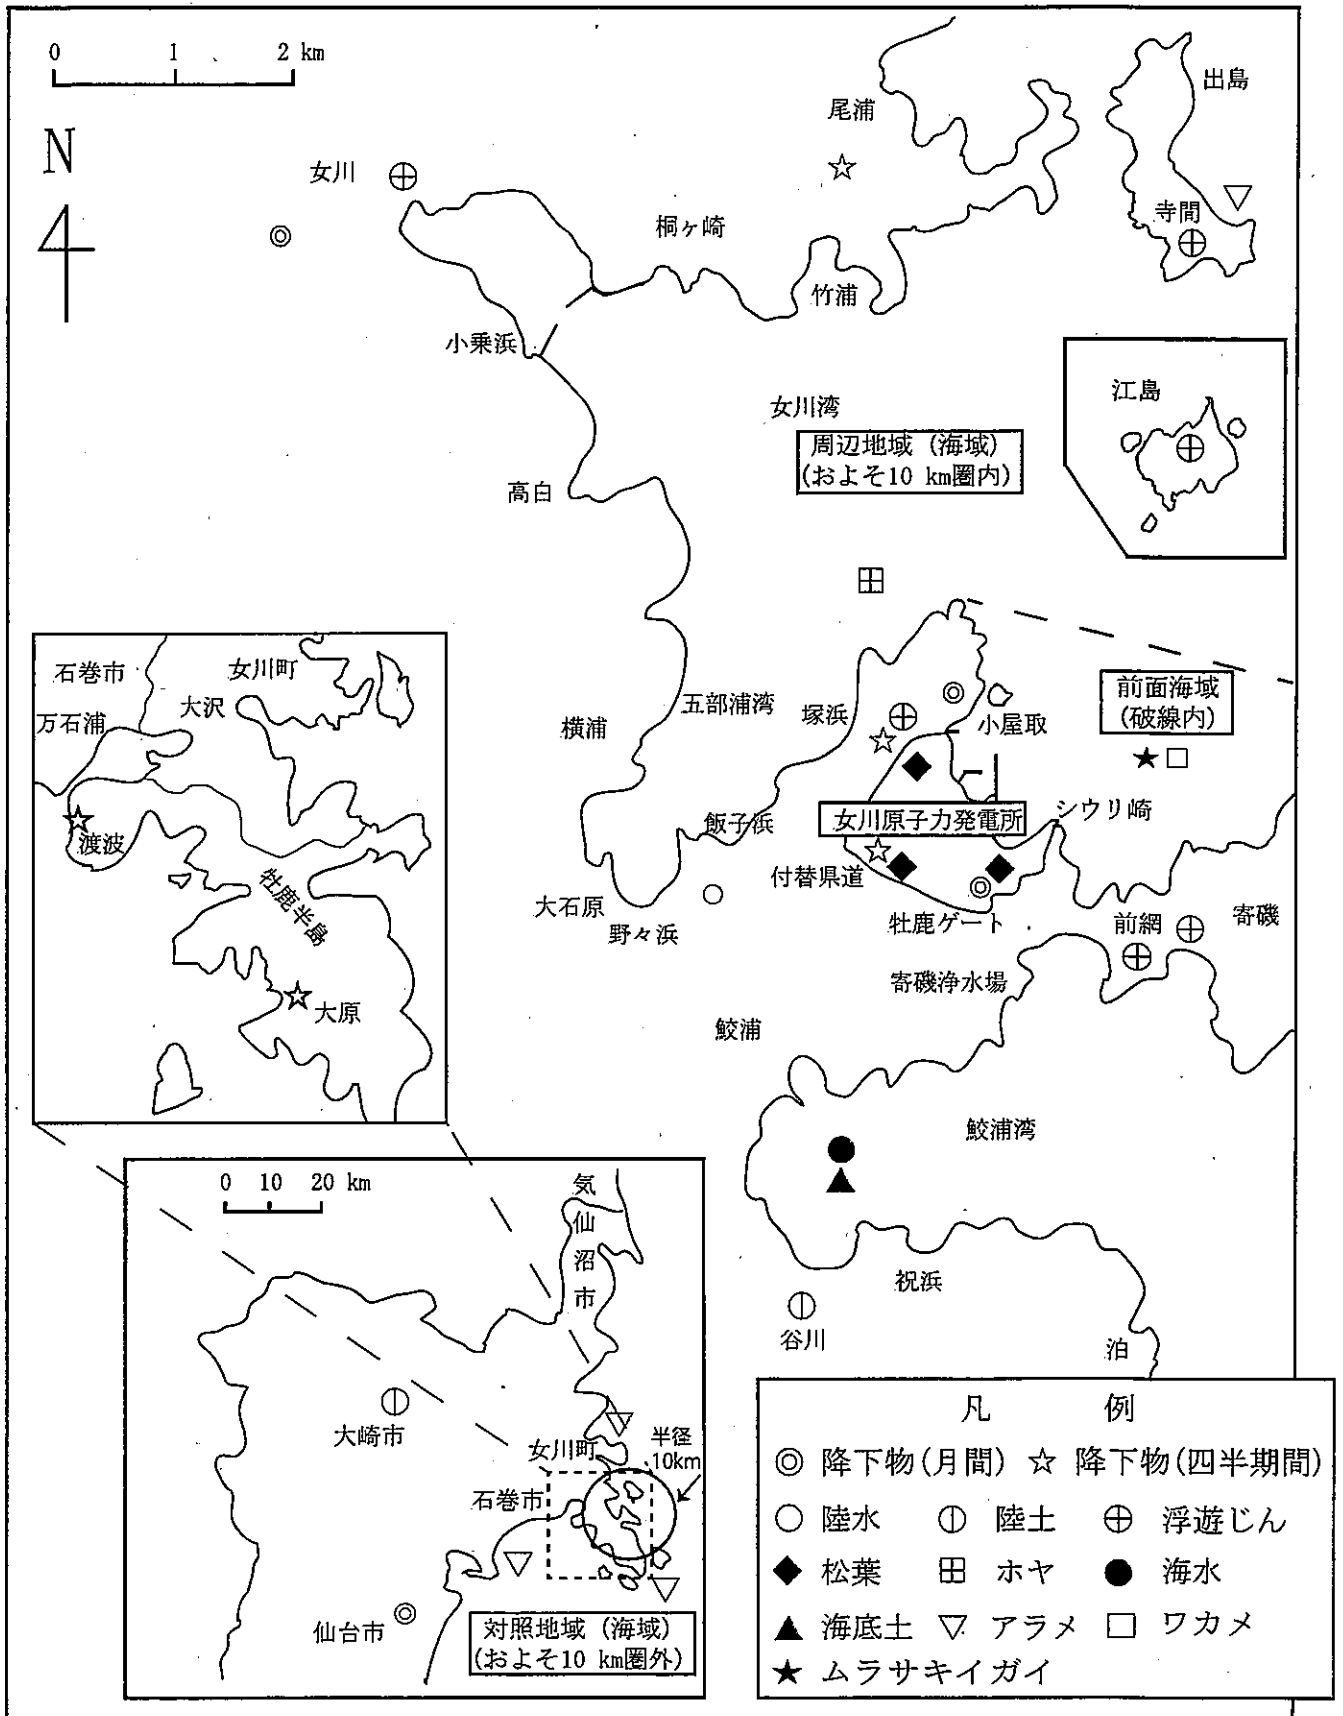 0 1 2 km
N
女川
尾浦
出島
寺間
桐ヶ崎
竹浦
小乗浜
女川湾
周辺地域（海域）
(およそ10 km圏内)
江島
高白
石巻市
女川町
万石浦
大沢
渡波
牡鹿半島
大原
五部浦湾
横浦
塚浜
小屋取
前面海域
(破線内)
飯子浜
女川原子力発電所
シウリ崎
付替県道
大石原
野々浜
牡鹿ゲート
前網
寄磯
寄磯浄水場
鮫浦
鮫浦湾
祝浜
谷川
泊
0 10 20 km
気仙沼市
大崎市
女川町
半径
10km
石巻市
仙台市
対照地域（海域）
(およそ10 km圏外)
凡　例
◎ 降下物(月間) ☆ 降下物(四半期間)
○ 陸水 ⦶ 陸土 ⊕ 浮遊じん
◆ 松葉 ⊞ ホヤ ● 海水
▲ 海底土 ▽ アラメ □ ワカメ
★ ムラサキイガイ